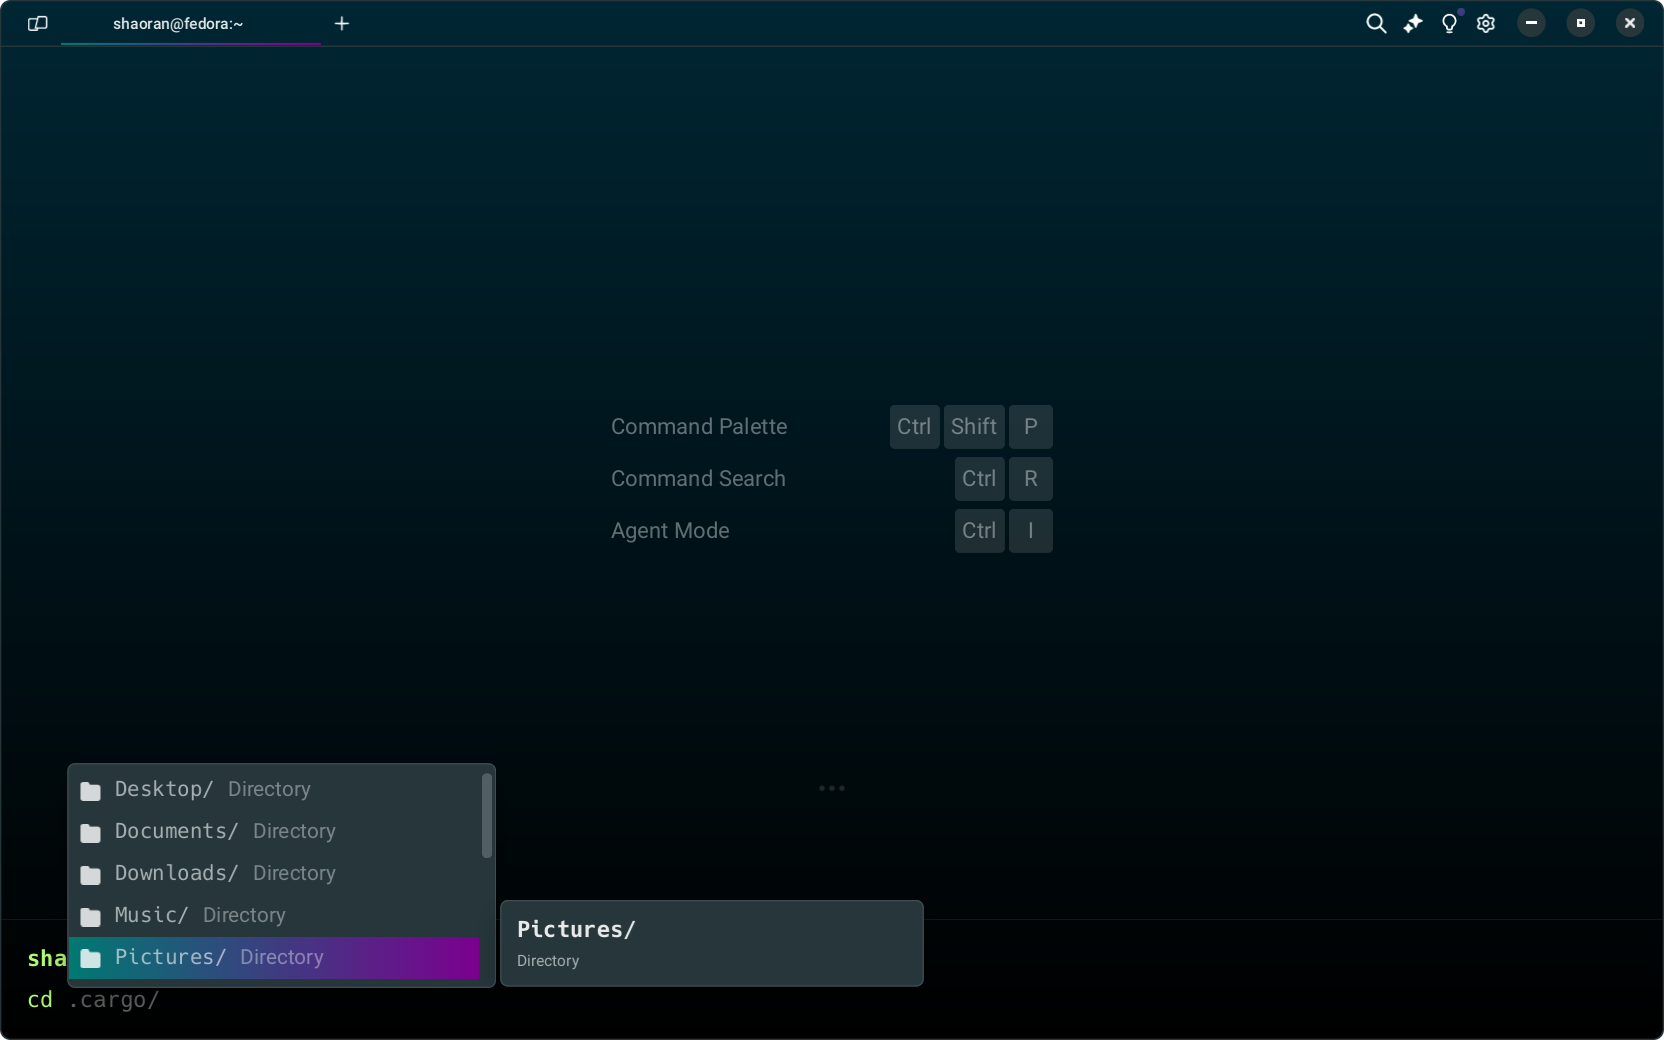 shaoran@fedora:~
Command Palette Ctrl Shift P
Command Search Ctrl R
Agent Mode Ctrl I
Desktop/ Directory
Documents/ Directory
Downloads/ Directory
Music/ Directory
Pictures/ Directory
Pictures/
Directory
sha
cd .cargo/